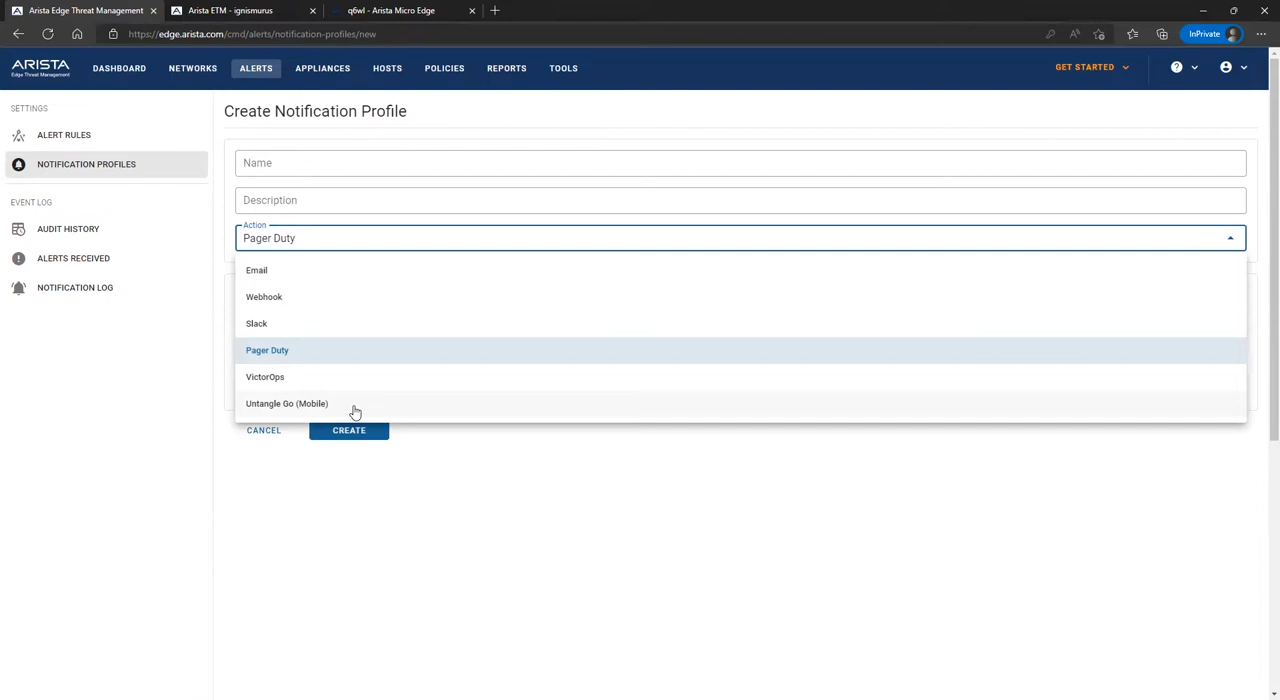 Arista Edge Threat Management
Arista ETM - ignismurus
q6wl - Arista Micro Edge
https://edge.arista.com/cmd/alerts/notification-profiles/new
InPrivate
ARISTA
Edge Threat Management
DASHBOARD
NETWORKS
ALERTS
APPLIANCES
HOSTS
POLICIES
REPORTS
TOOLS
GET STARTED
SETTINGS
ALERT RULES
NOTIFICATION PROFILES
EVENT LOG
AUDIT HISTORY
ALERTS RECEIVED
NOTIFICATION LOG
Create Notification Profile
Name
Description
Action
Pager Duty
Email
Webhook
Slack
Pager Duty
VictorOps
Untangle Go (Mobile)
CANCEL
CREATE